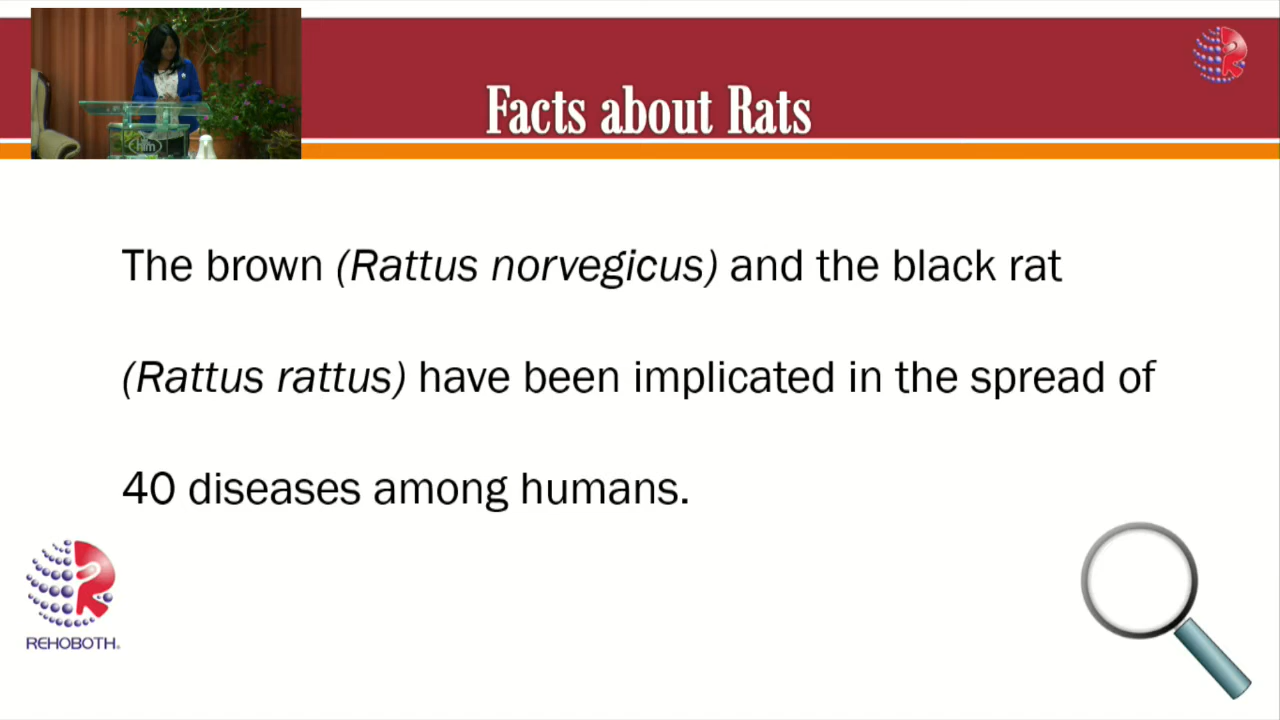 Facts about Rats
The brown (Rattus norvegicus) and the black rat
(Rattus rattus) have been implicated in the spread of
40 diseases among humans.
hlm
REHOBOTH